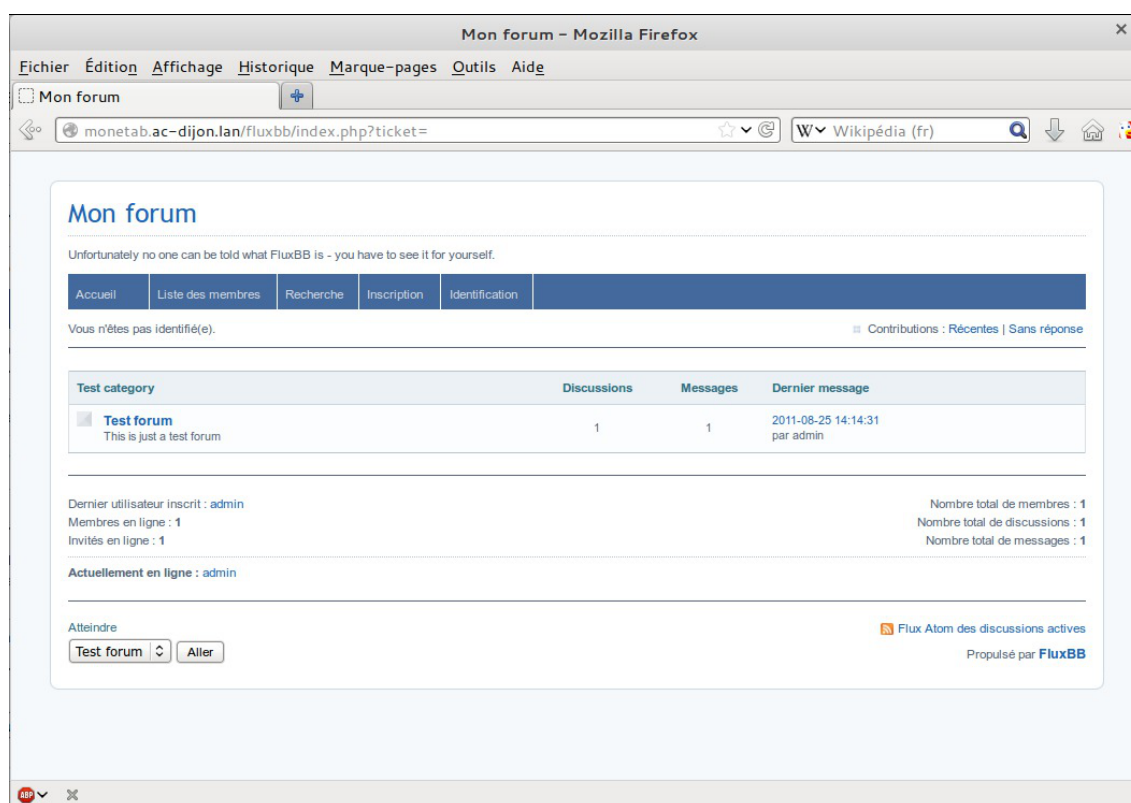 Mon forum - Mozilla Firefox
Fichier Édition Affichage Historique Marque-pages Outils Aide
Mon forum
monetab.ac-dijon.lan/fluxbb/index.php?ticket= W Wikipédia (fr)
Mon forum
Unfortunately no one can be told what FluxBB is - you have to see it for yourself.
Accueil Liste des membres Recherche Inscription Identification
Vous n'êtes pas identifié(e). Contributions : Récentes | Sans réponse
Test category Discussions Messages Dernier message
Test forum 1 1 2011-08-25 14:14:31
This is just a test forum par admin
Dernier utilisateur inscrit : admin Nombre total de membres : 1
Membres en ligne : 1 Nombre total de discussions : 1
Invités en ligne : 1 Nombre total de messages : 1
Actuellement en ligne : admin
Atteindre Flux Atom des discussions actives
Test forum Aller Propulsé par FluxBB
ABP